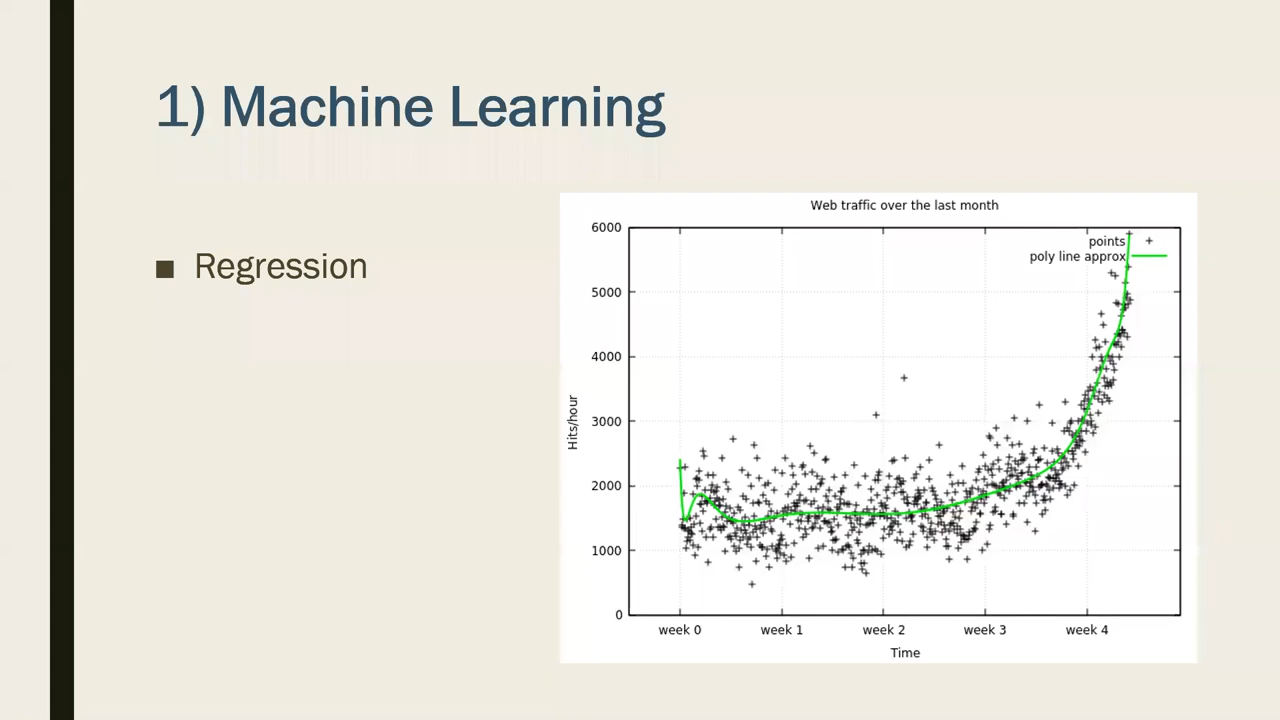 1) Machine Learning
■ Regression
Web traffic over the last month
points
poly line approx
6000
5000
4000
3000
2000
1000
0
Hits/hour
week 0 week 1 week 2 week 3 week 4
Time